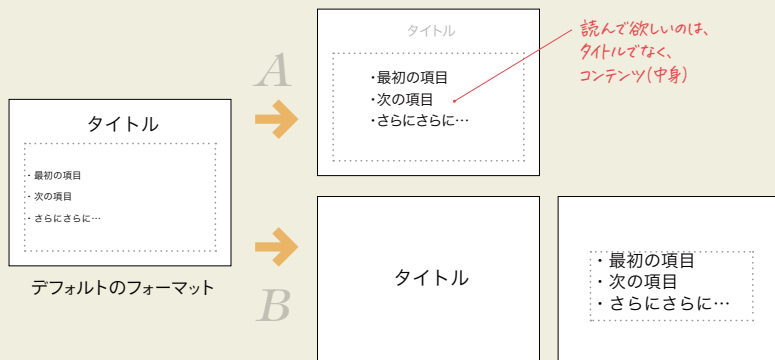 タイトル
・最初の項目
・次の項目
・さらにさらに…
デフォルトのフォーマット
A
タイトル
・最初の項目
・次の項目
・さらにさらに…
読んで欲しいのは、
タイトルでなく、
コンテンツ(中身)
B
タイトル
・最初の項目
・次の項目
・さらにさらに…